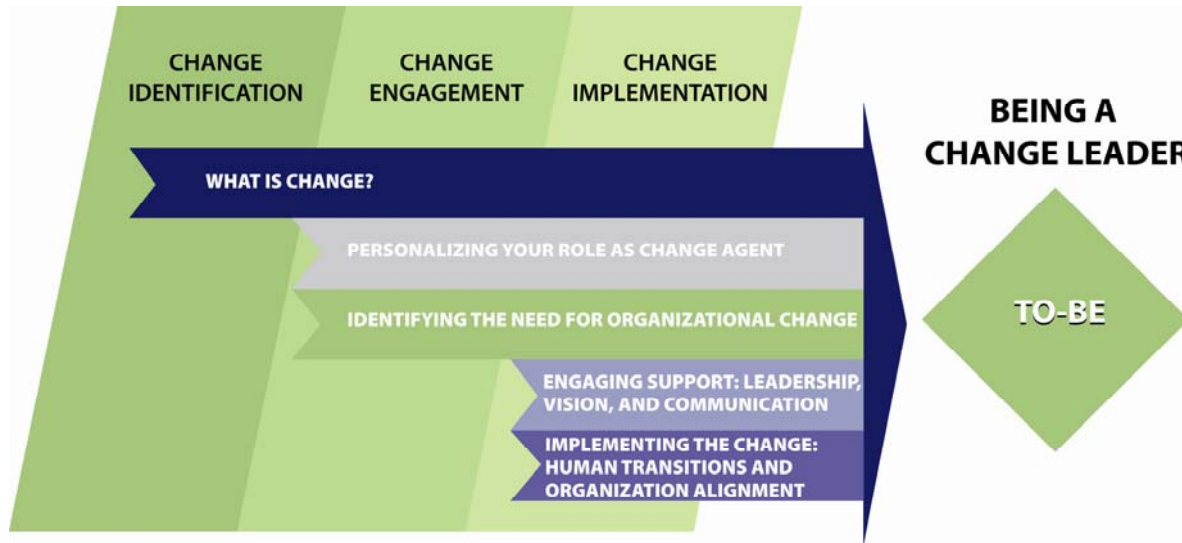 CHANGE
IDENTIFICATION
CHANGE
ENGAGEMENT
CHANGE
IMPLEMENTATION
BEING A
CHANGE LEADER
WHAT IS CHANGE?
PERSONALIZING YOUR ROLE AS CHANGE AGENT
IDENTIFYING THE NEED FOR ORGANIZATIONAL CHANGE
TO-BE
ENGAGING SUPPORT: LEADERSHIP,
VISION, AND COMMUNICATION
IMPLEMENTING THE CHANGE:
HUMAN TRANSITIONS AND
ORGANIZATION ALIGNMENT